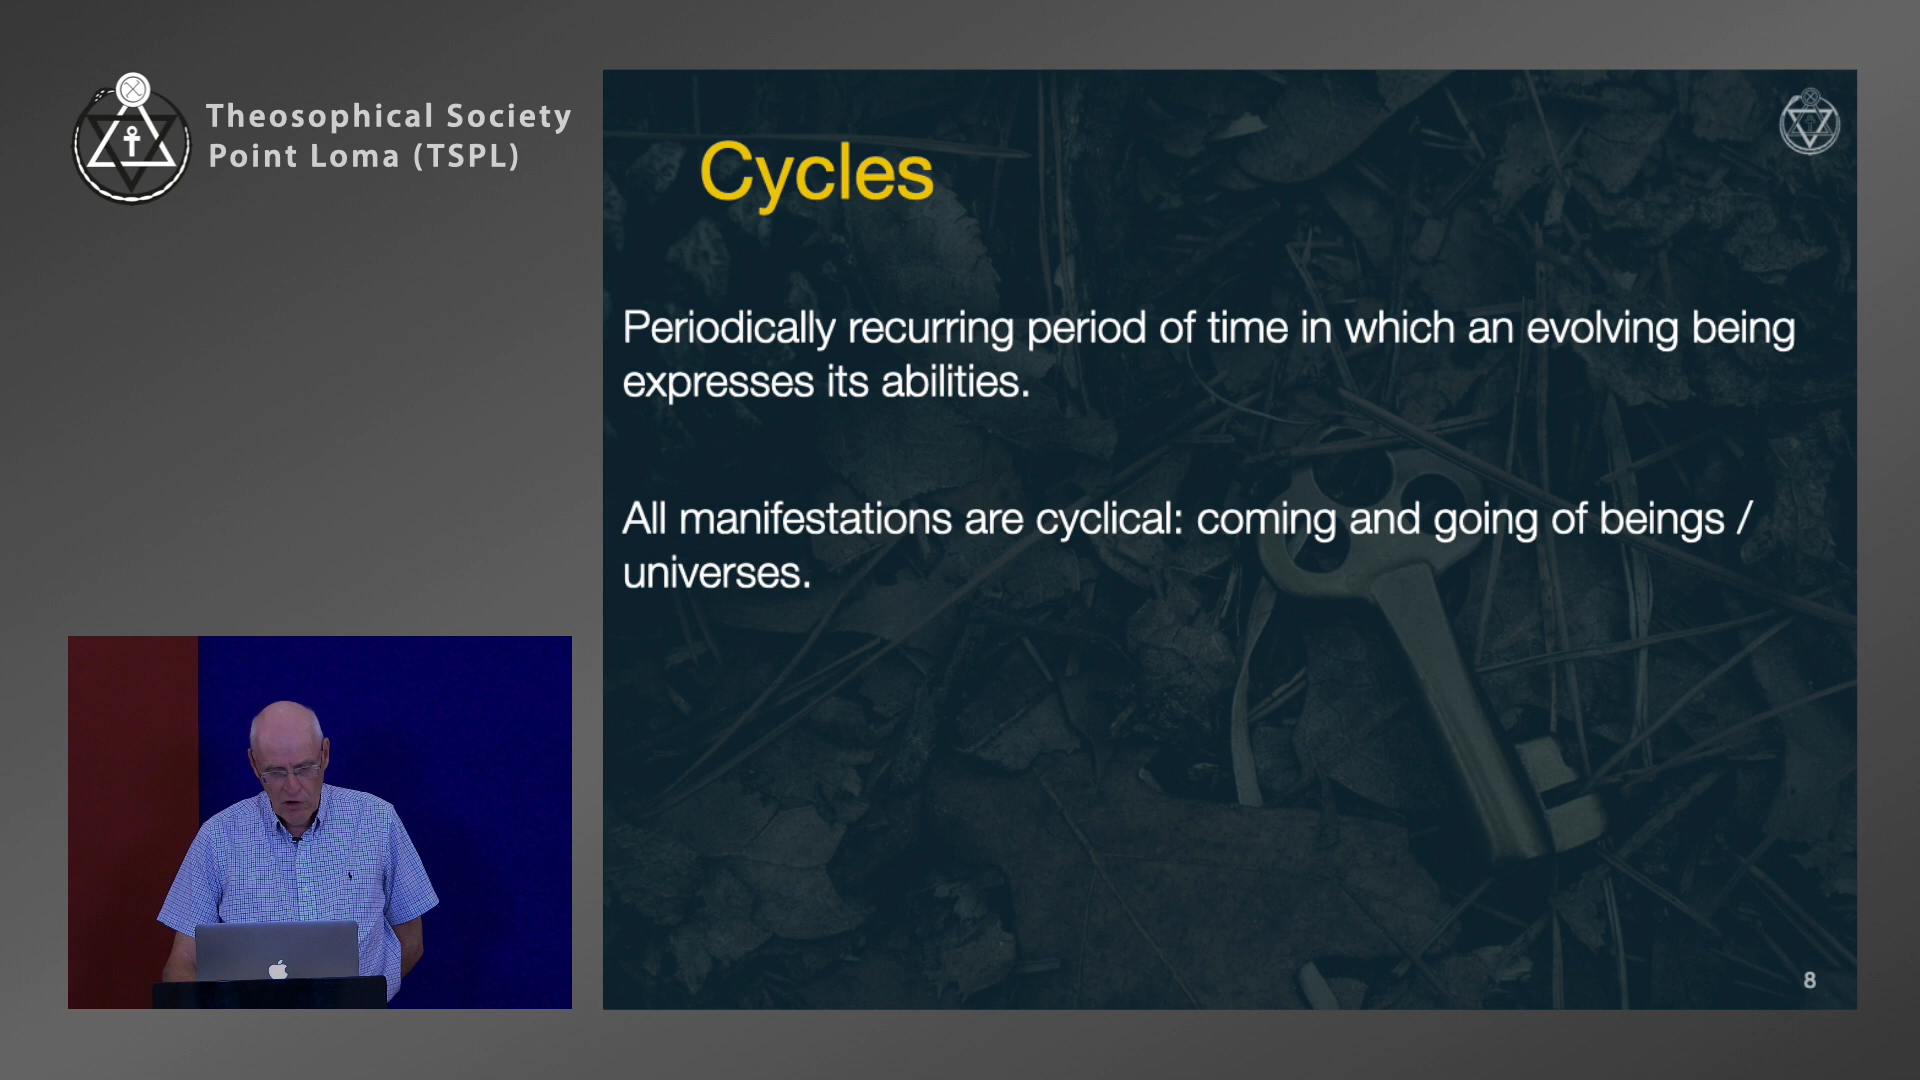 Theosophical Society
Point Loma (TSPL)
Cycles
Periodically recurring period of time in which an evolving being
expresses its abilities.
All manifestations are cyclical: coming and going of beings /
universes.
8